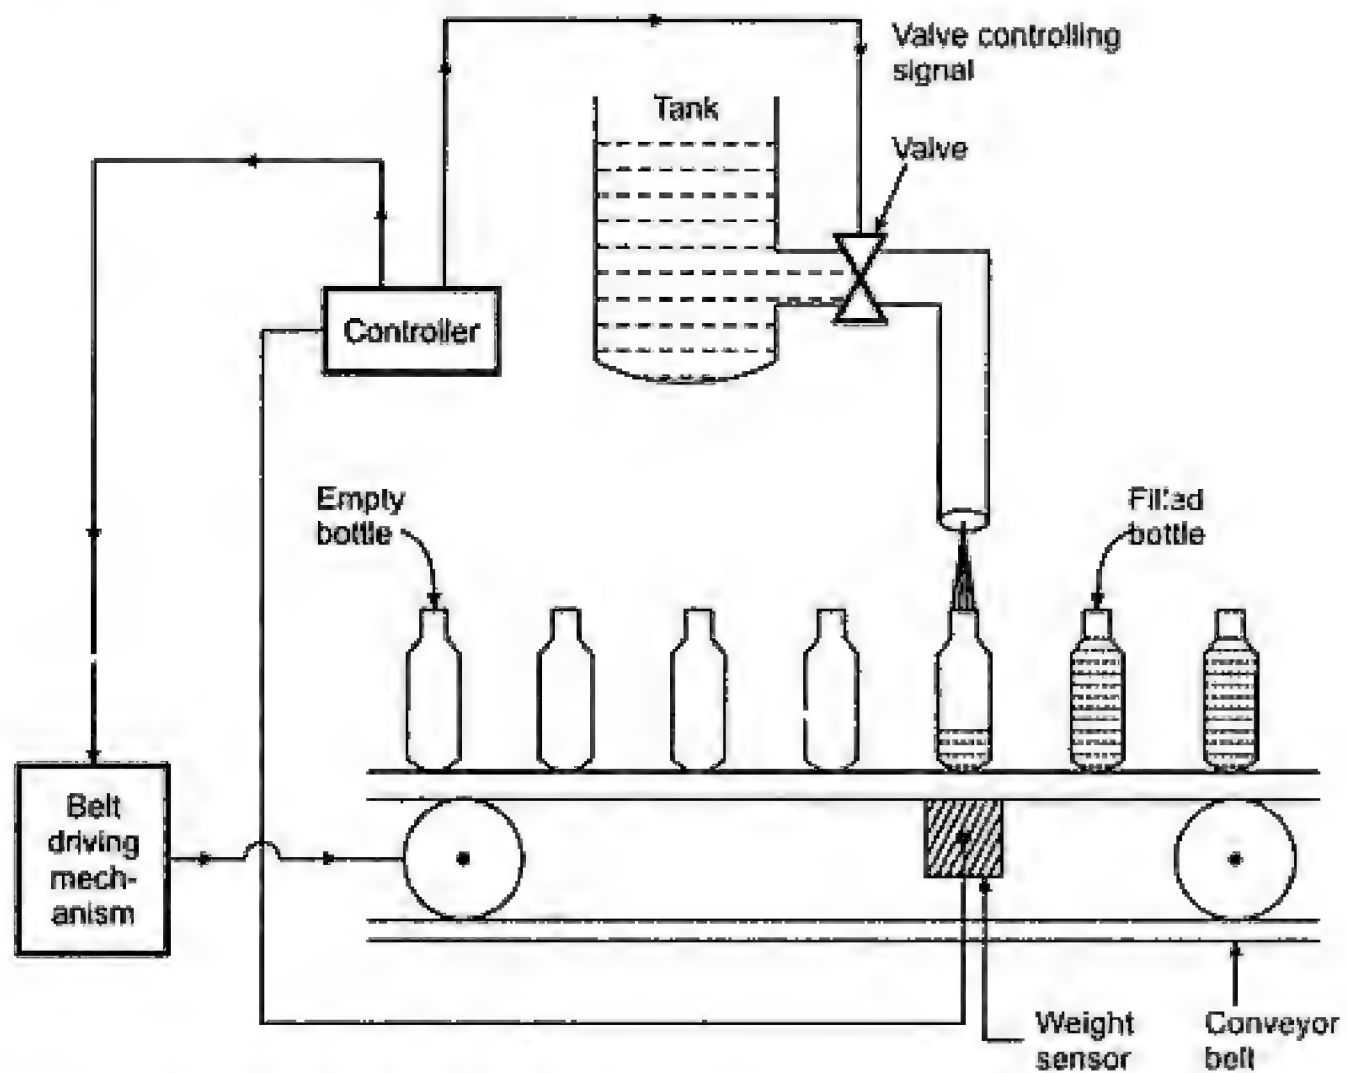 Valve controlling
signal
Tank
Valve
Controller
Empty
bottle
Filled
bottle
Belt
driving
mech-
anism
Weight
sensor
Conveyor
belt